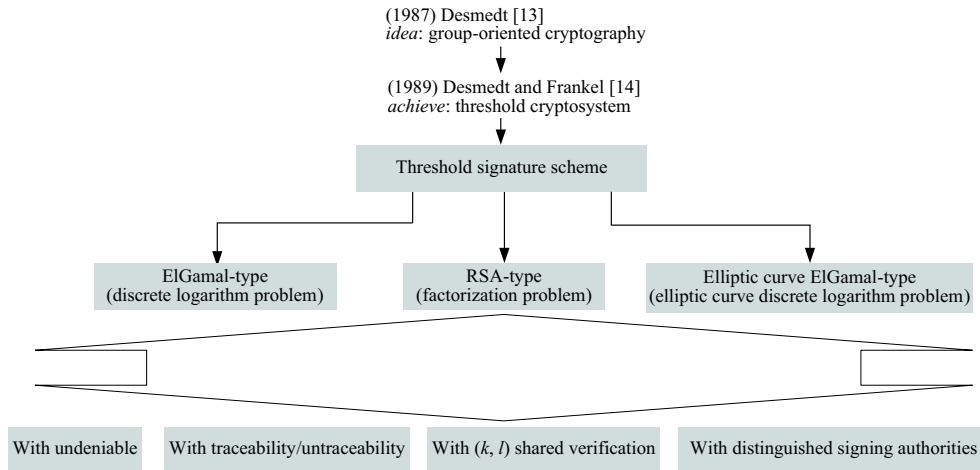 (1987) Desmedt [13]
idea: group-oriented cryptography
(1989) Desmedt and Frankel [14]
achieve: threshold cryptosystem
Threshold signature scheme
ElGamal-type
(discrete logarithm problem)
RSA-type
(factorization problem)
Elliptic curve ElGamal-type
(elliptic curve discrete logarithm problem)
With undeniable
With traceability/untraceability
With (k, l) shared verification
With distinguished signing authorities